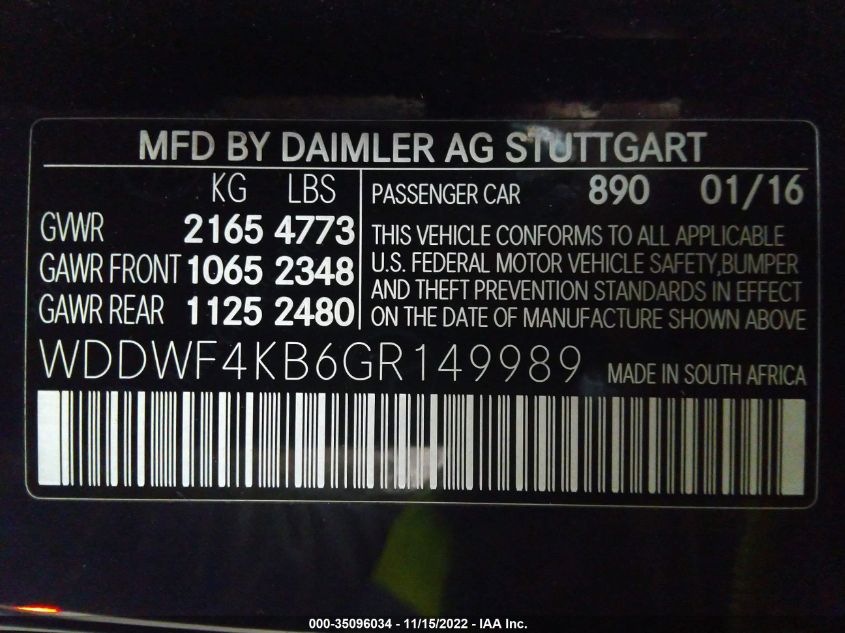 MFD BY DAIMLER AG STUTTGART
KG LBS
GVWR 2165 4773
GAWR FRONT 1065 2348
GAWR REAR 1125 2480
PASSENGER CAR 890 01/16
THIS VEHICLE CONFORMS TO ALL APPLICABLE
U.S. FEDERAL MOTOR VEHICLE SAFETY,BUMPER
AND THEFT PREVENTION STANDARDS IN EFFECT
ON THE DATE OF MANUFACTURE SHOWN ABOVE
WDDWF4KB6GR149989 MADE IN SOUTH AFRICA
000-35096034 - 11/15/2022 - IAA Inc.